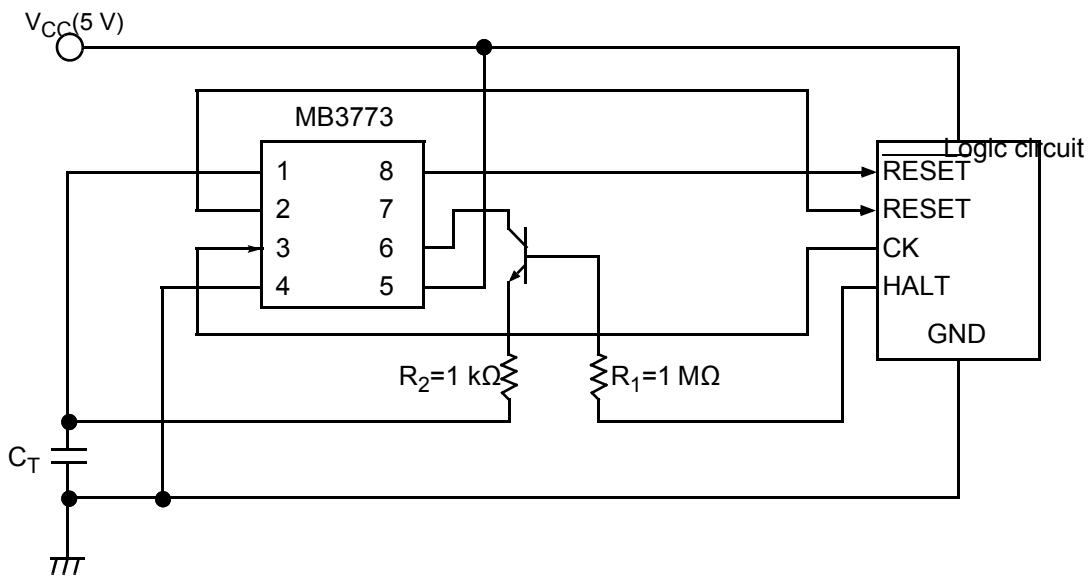 VCC(5 V)
MB3773
Logic circuit
1 8
RESET
2 7
RESET
3 6
CK
4 5
HALT
GND
R2=1 kΩ
R1=1 MΩ
CT